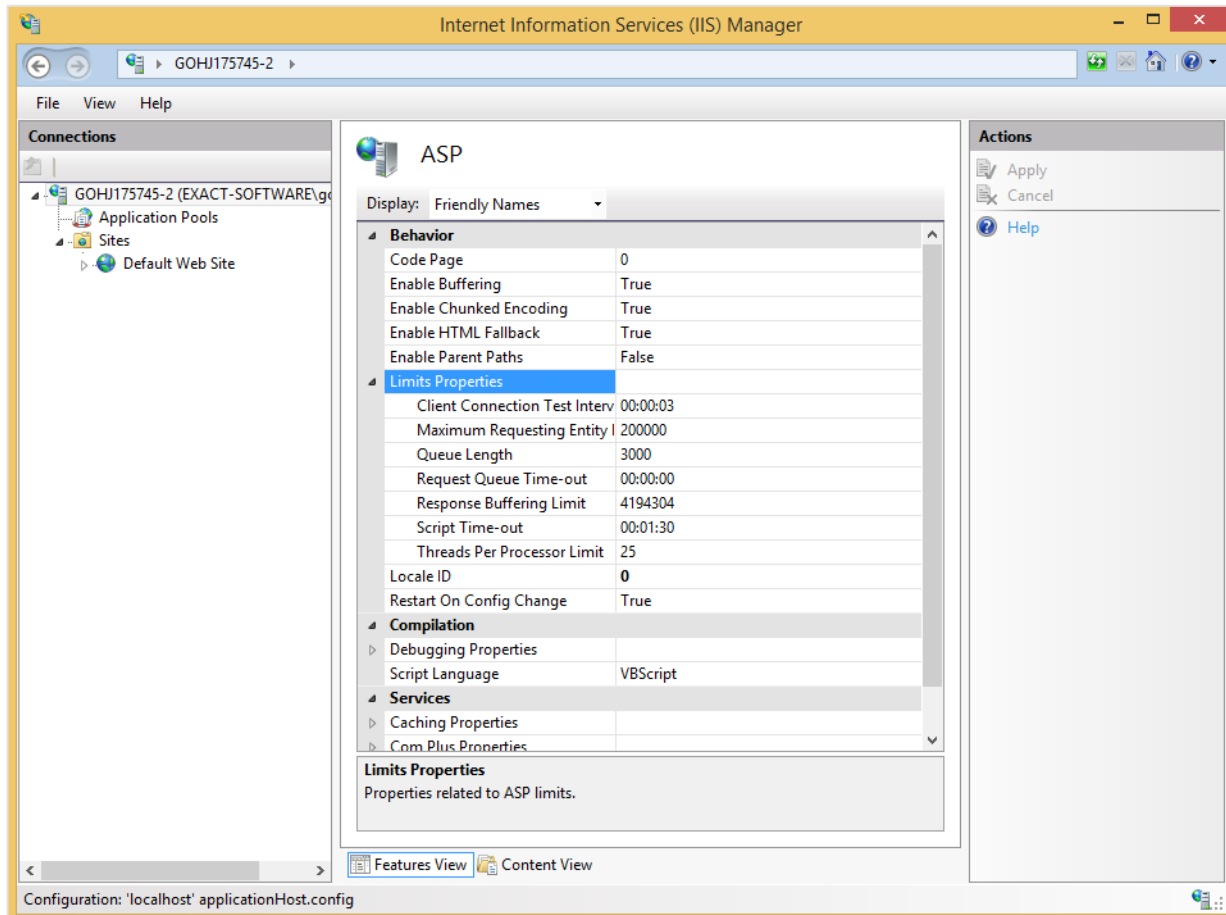 Internet Information Services (IIS) Manager
GOHJ175745-2
File View Help
Connections
GOHJ175745-2 (EXACT-SOFTWARE\go
Application Pools
Sites
Default Web Site
ASP
Display: Friendly Names
Behavior
Code Page 0
Enable Buffering True
Enable Chunked Encoding True
Enable HTML Fallback True
Enable Parent Paths False
Limits Properties
Client Connection Test Interv 00:00:03
Maximum Requesting Entity 200000
Queue Length 3000
Request Queue Time-out 00:00:00
Response Buffering Limit 4194304
Script Time-out 00:01:30
Threads Per Processor Limit 25
Locale ID 0
Restart On Config Change True
Compilation
Debugging Properties
Script Language VBScript
Services
Caching Properties
Com Plus Properties
Limits Properties
Properties related to ASP limits.
Features View Content View
Actions
Apply
Cancel
Help
Configuration: 'localhost' applicationHost.config